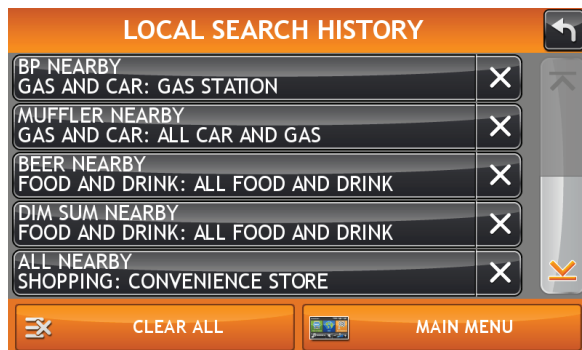 LOCAL SEARCH HISTORY
BP NEARBY
GAS AND CAR: GAS STATION
MUFFLER NEARBY
GAS AND CAR: ALL CAR AND GAS
BEER NEARBY
FOOD AND DRINK: ALL FOOD AND DRINK
DIM SUM NEARBY
FOOD AND DRINK: ALL FOOD AND DRINK
ALL NEARBY
SHOPPING: CONVENIENCE STORE
CLEAR ALL
MAIN MENU